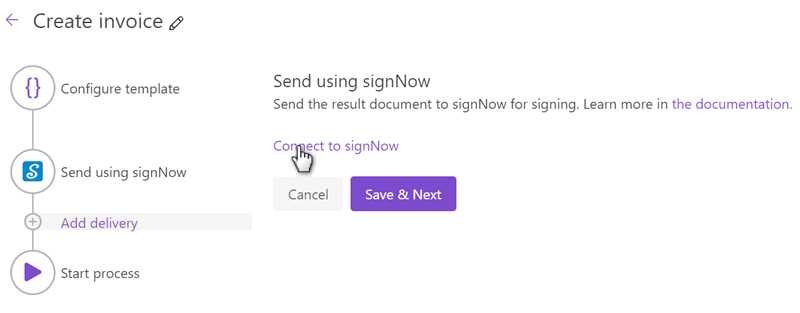 Create invoice
Configure template
Send using signNow
Add delivery
Start process
Send using signNow
Send the result document to signNow for signing. Learn more in the documentation.
Connect to signNow
Cancel
Save & Next